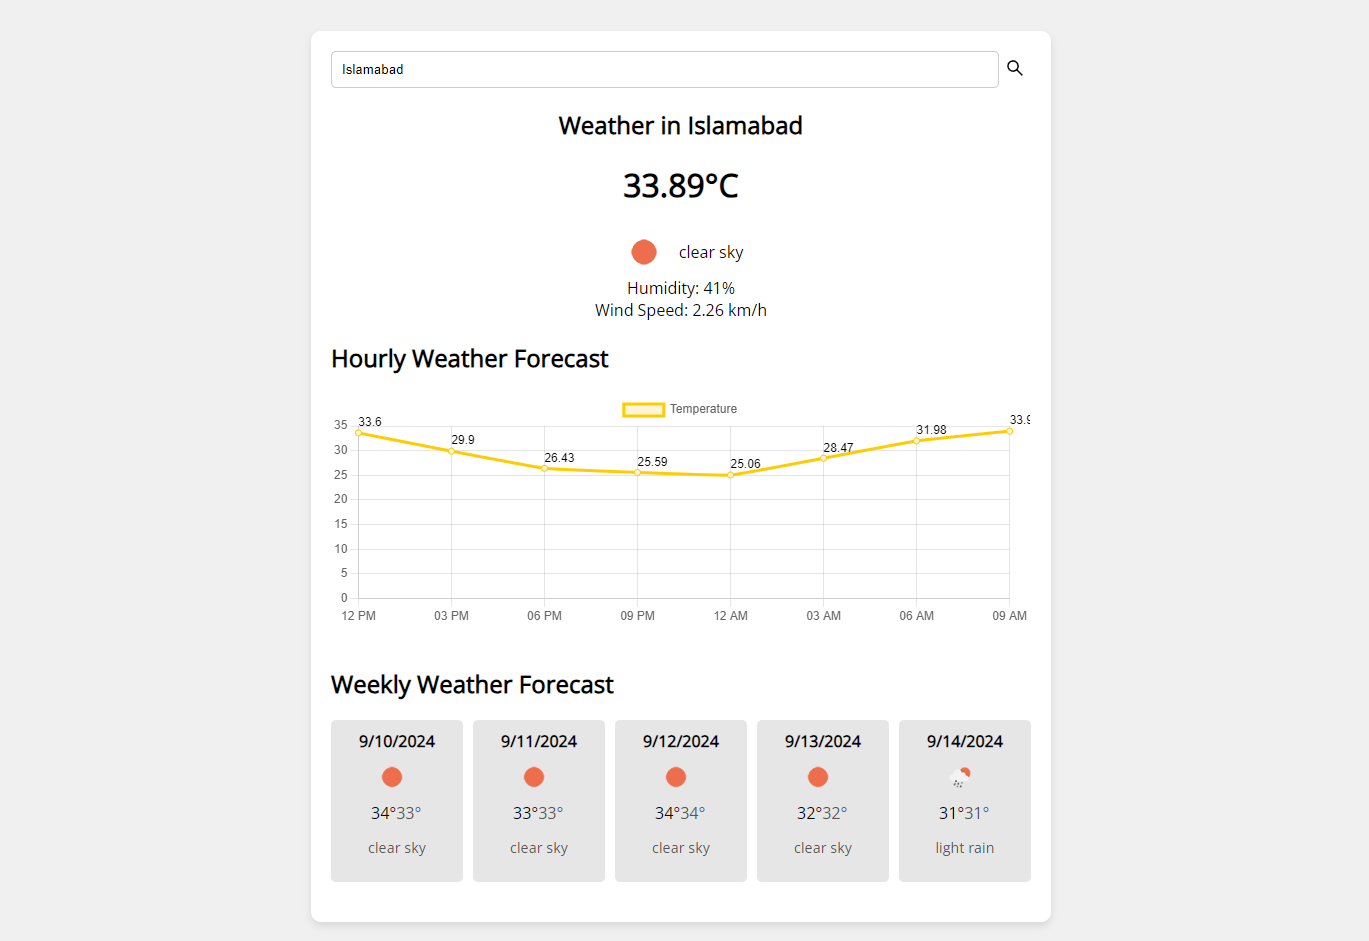 Islamabad
Weather in Islamabad
33.89°C
clear sky
Humidity: 41%
Wind Speed: 2.26 km/h
Hourly Weather Forecast
Temperature
33.6 29.9 26.43 25.59 25.06 28.47 31.98 33.9
35
30
25
20
15
10
5
0
12 PM 03 PM 06 PM 09 PM 12 AM 03 AM 06 AM 09 AM
Weekly Weather Forecast
9/10/2024 9/11/2024 9/12/2024 9/13/2024 9/14/2024
34°33° 33°33° 34°34° 32°32° 31°31°
clear sky clear sky clear sky clear sky light rain